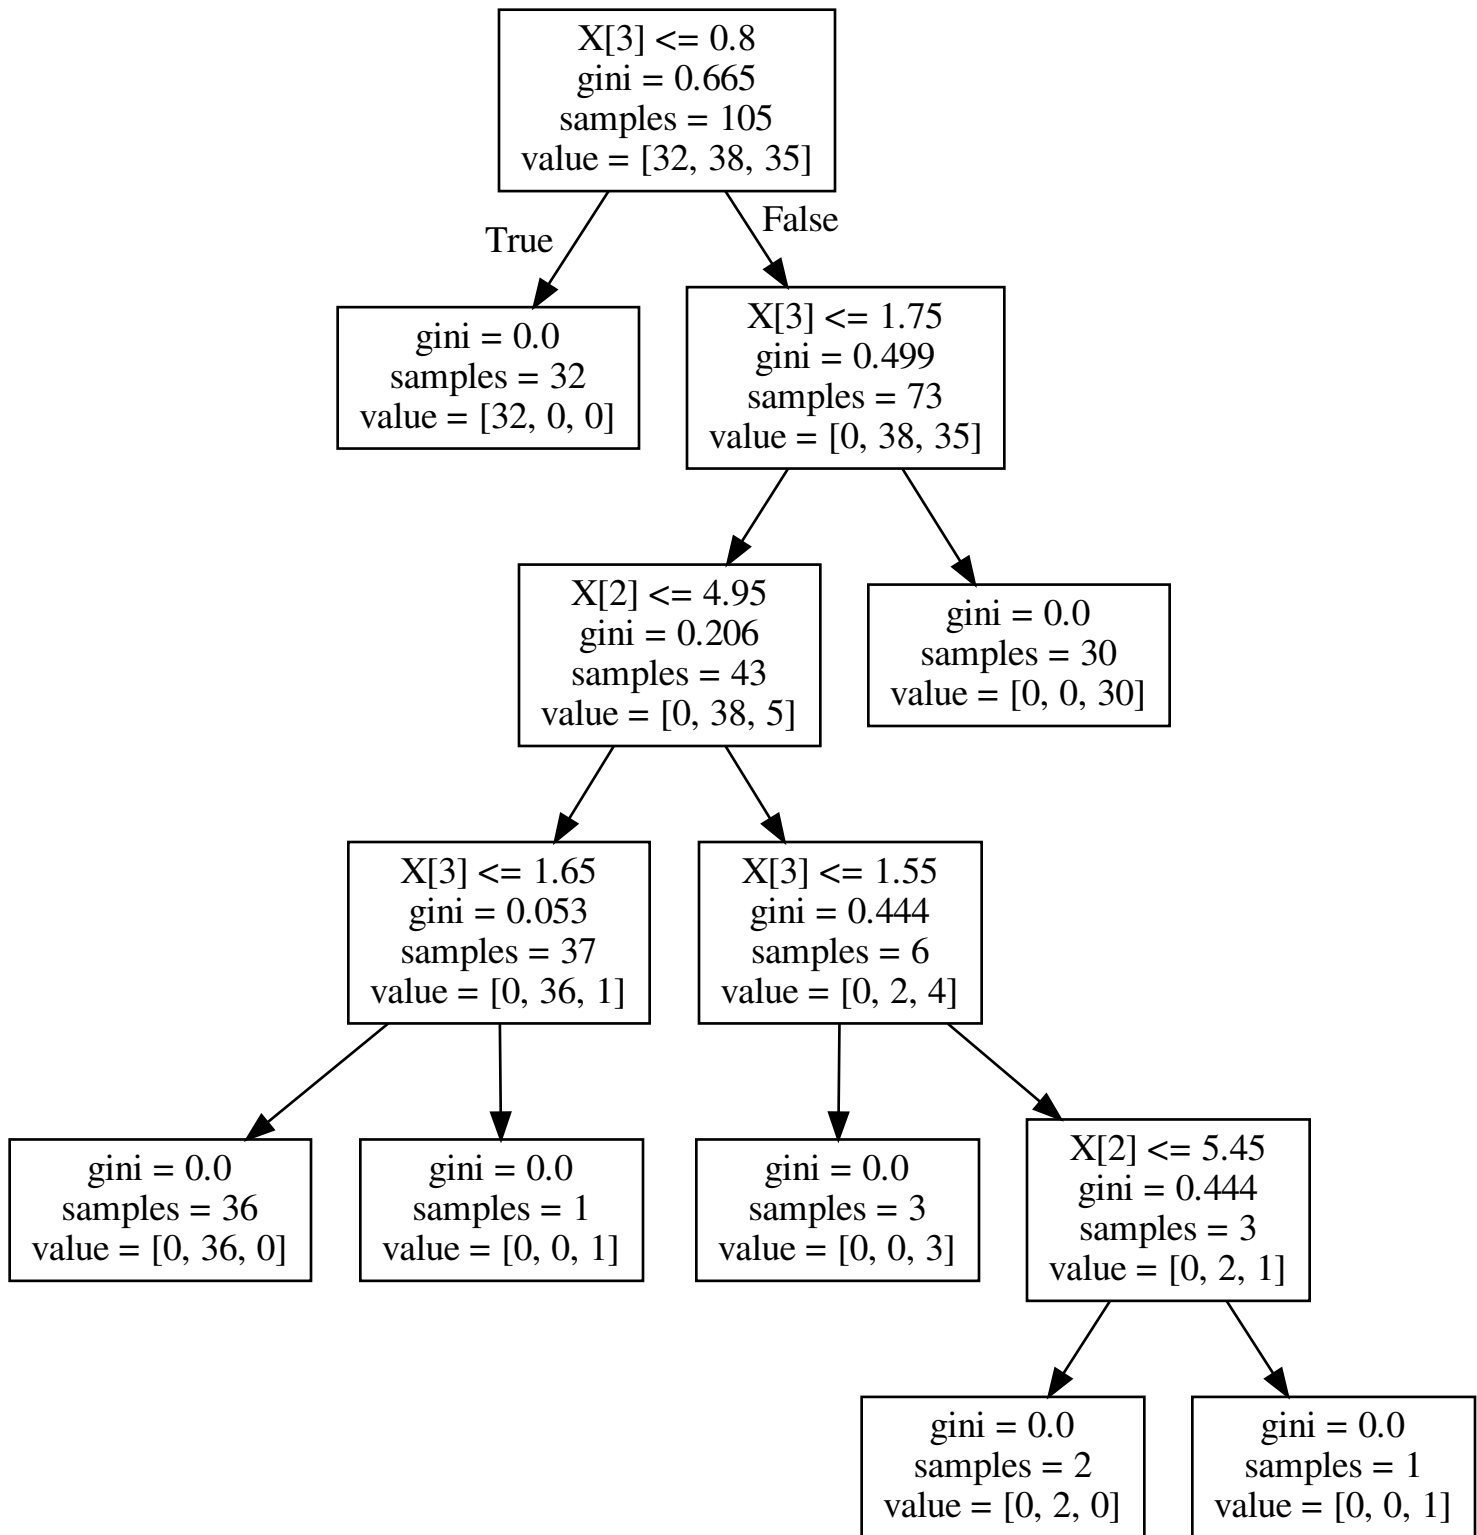 X[3] <= 0.8
gini = 0.665
samples = 105
value = [32, 38, 35]
True
False
gini = 0.0
samples = 32
value = [32, 0, 0]
X[3] <= 1.75
gini = 0.499
samples = 73
value = [0, 38, 35]
X[2] <= 4.95
gini = 0.206
samples = 43
value = [0, 38, 5]
gini = 0.0
samples = 30
value = [0, 0, 30]
X[3] <= 1.65
gini = 0.053
samples = 37
value = [0, 36, 1]
X[3] <= 1.55
gini = 0.444
samples = 6
value = [0, 2, 4]
gini = 0.0
samples = 36
value = [0, 36, 0]
gini = 0.0
samples = 1
value = [0, 0, 1]
gini = 0.0
samples = 3
value = [0, 0, 3]
X[2] <= 5.45
gini = 0.444
samples = 3
value = [0, 2, 1]
gini = 0.0
samples = 2
value = [0, 2, 0]
gini = 0.0
samples = 1
value = [0, 0, 1]